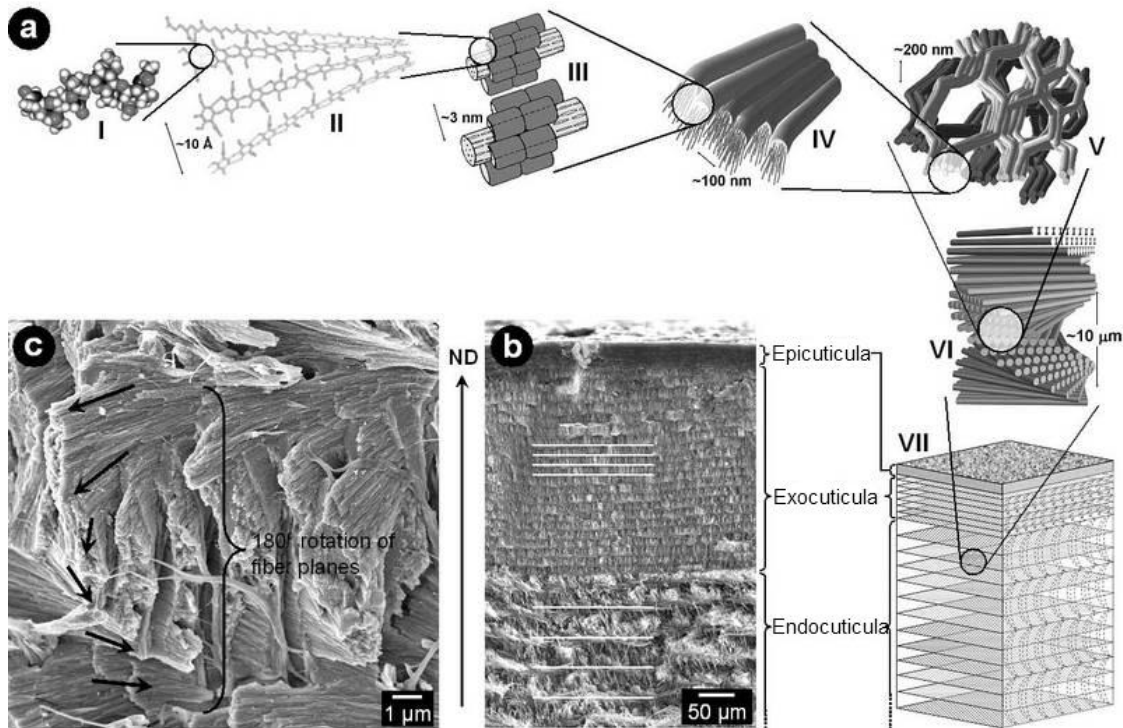 a
I
~10 Å
II
~3 nm
III
~100 nm
IV
~200 nm
V
VI
~10 µm
c
180° rotation of
fiber planes
1 µm
ND
b
50 µm
Epicuticula
Exocuticula
Endocuticula
VII